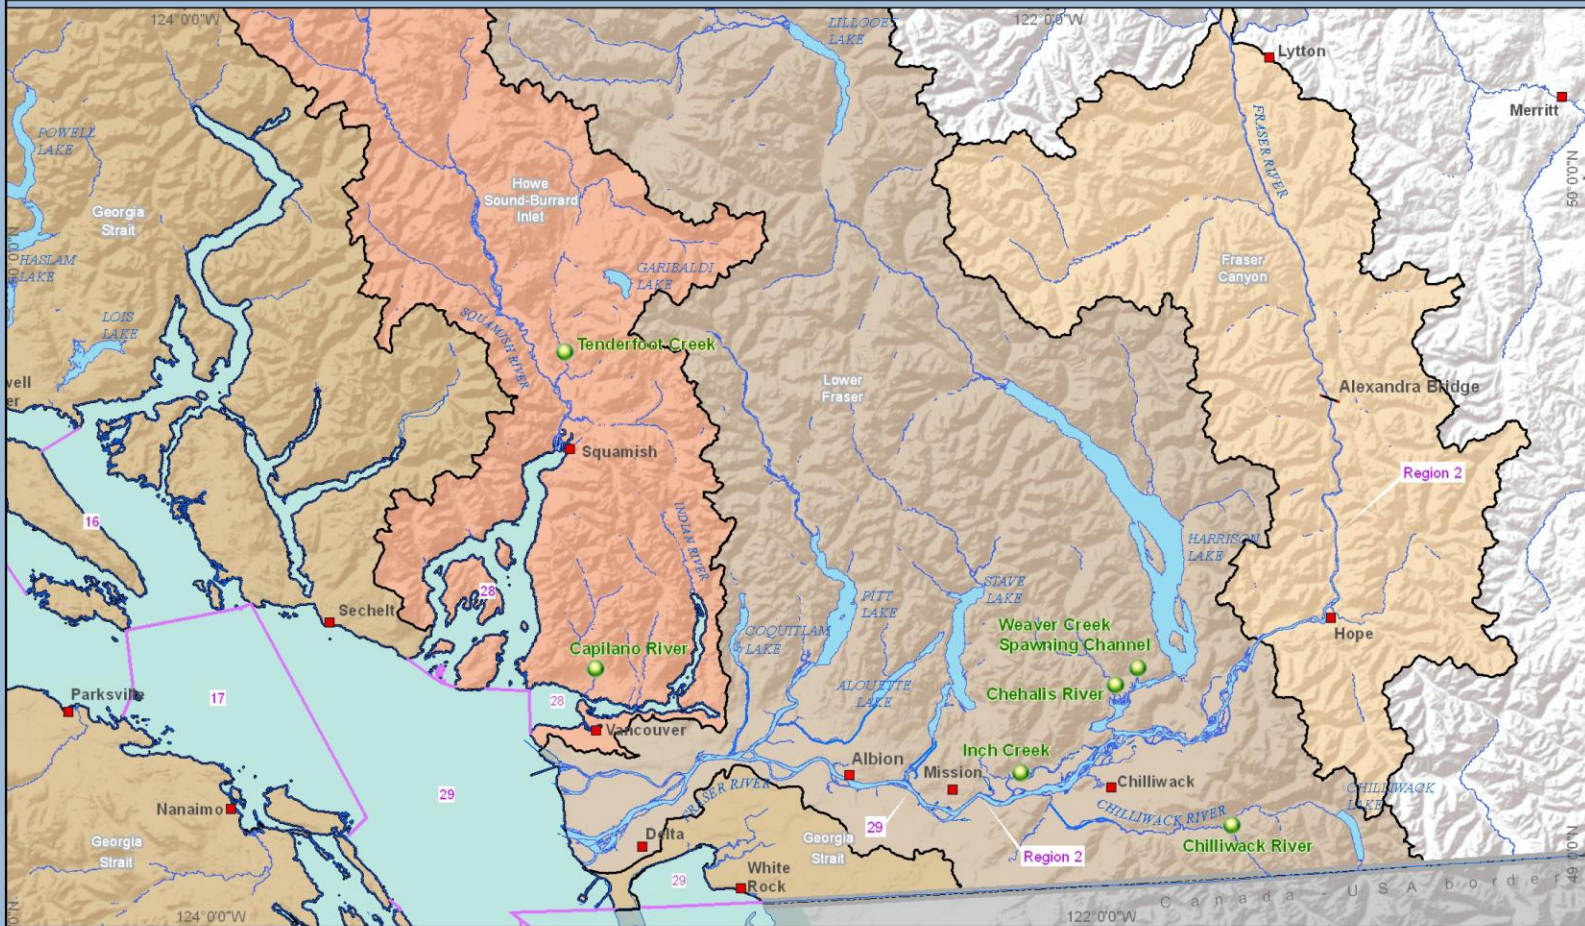 124°0'0"W
122°0'0"W
LILLOOET
LAKE
Lytton
Merritt
POWELL
LAKE
FRASER RIVER
50°0'0"N
Howe
Sound-Burrard
Inlet
Georgia
Strait
HASLAM
LAKE
GARIBALDI
LAKE
Fraser
Canyon
LOIS
LAKE
SQUAMISH RIVER
Tenderfoot Creek
Lower
Fraser
Alexandra Bridge
well
er
Squamish
Region 2
16
INDIAN RIVER
HARRISON
LAKE
28
STAVE
LAKE
PITT
LAKE
Sechelt
Weaver Creek
Spawning Channel
COQUITLAM
LAKE
Hope
Capilano River
ALOUETTE
LAKE
Chehalis River
Parksville
17
28
Vancouver
Inch Creek
Albion
Mission
Chilliwack
29
FRASER RIVER
CHILLIWACK
LAKE
CHILLIWACK RIVER
Nanaimo
29
Delta
Georgia
Strait
Georgia
Strait
Region 2
Chilliwack River
49°0'0"N
29
White
Rock
Canada - USA border
124°0'0"W
122°0'0"W